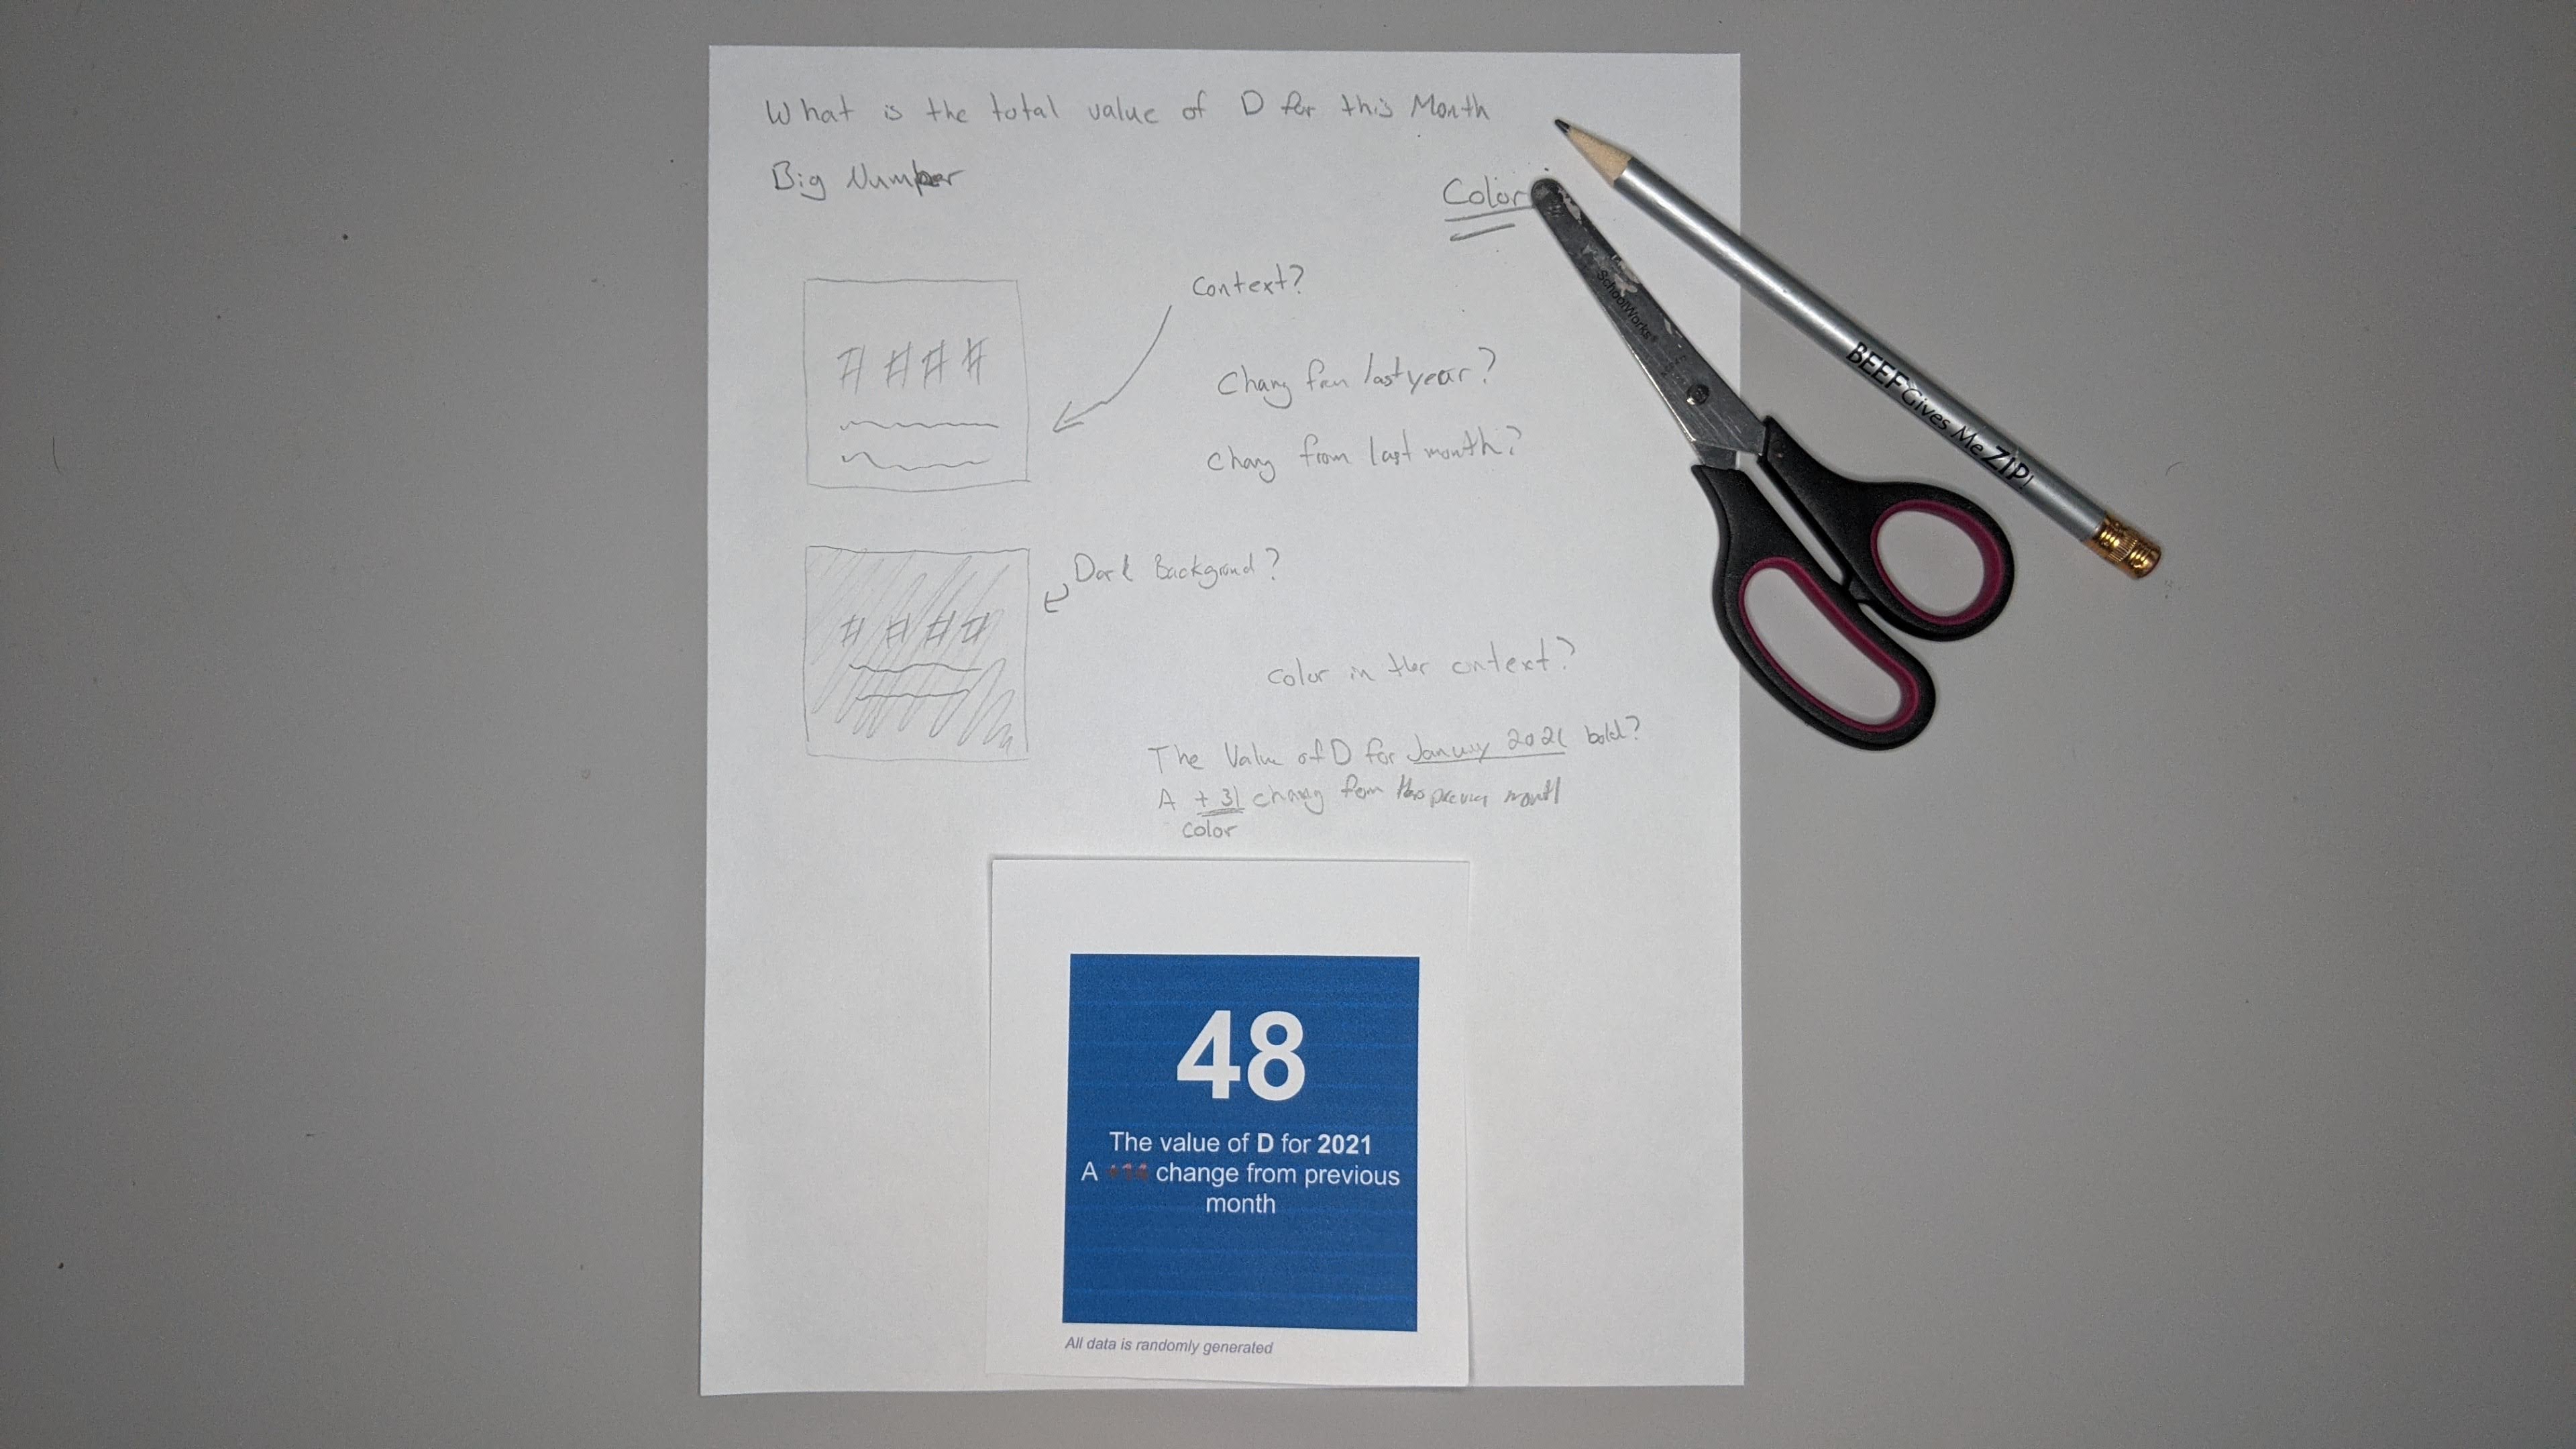 What is the total value of D for this Month
Big Number
Color
Context?
# # # #
Chang from last year?
Chang from last month?
Dark Background?
# # # #
color in the context?
The Value of D for January 2021 bold?
A +31 chang from previous month
color
SchoolWorks®
BEEF Gives Me ZIP!
48
The value of D for 2021
A change from previous
month
All data is randomly generated